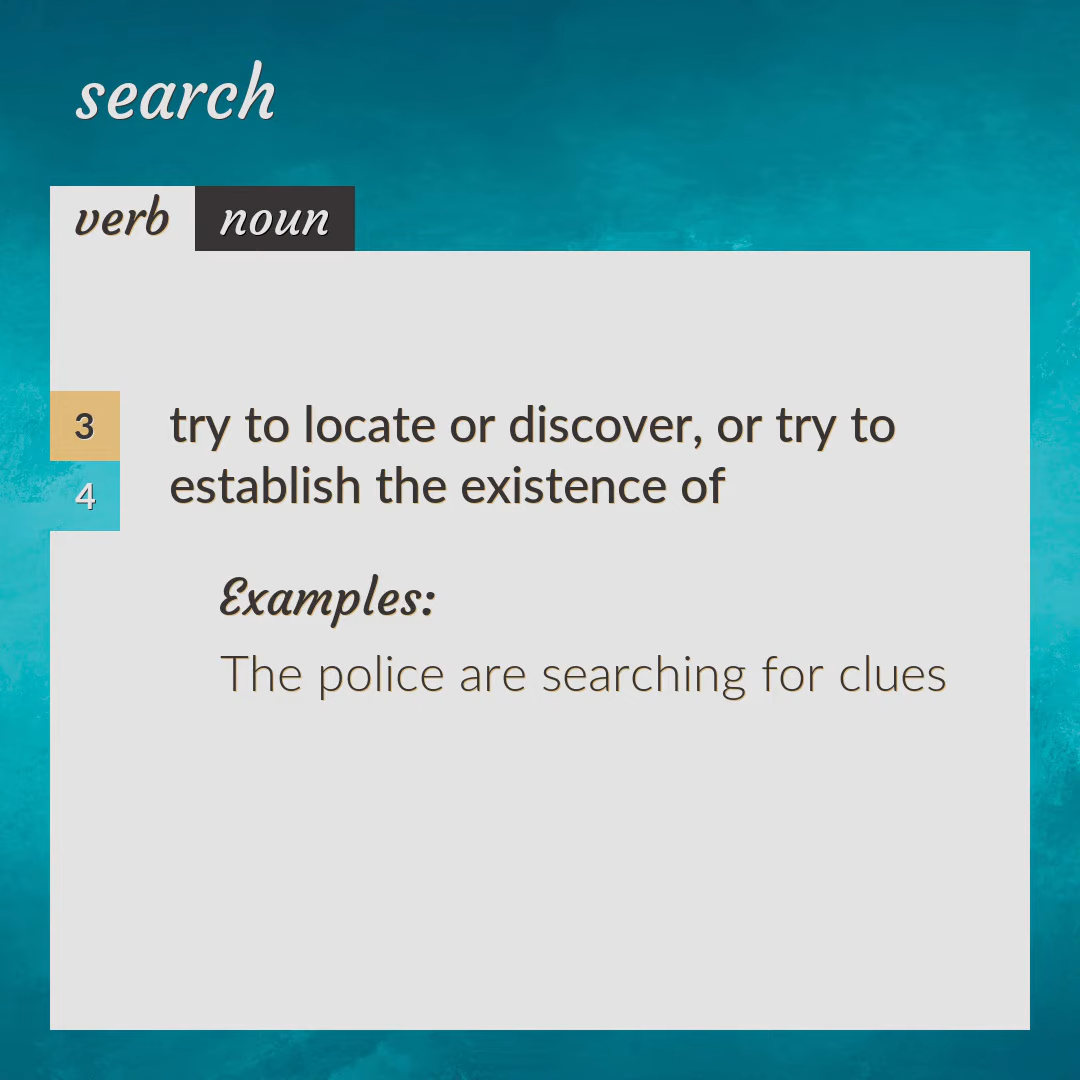 search
verb noun
3 try to locate or discover, or try to
4 establish the existence of
Examples:
The police are searching for clues